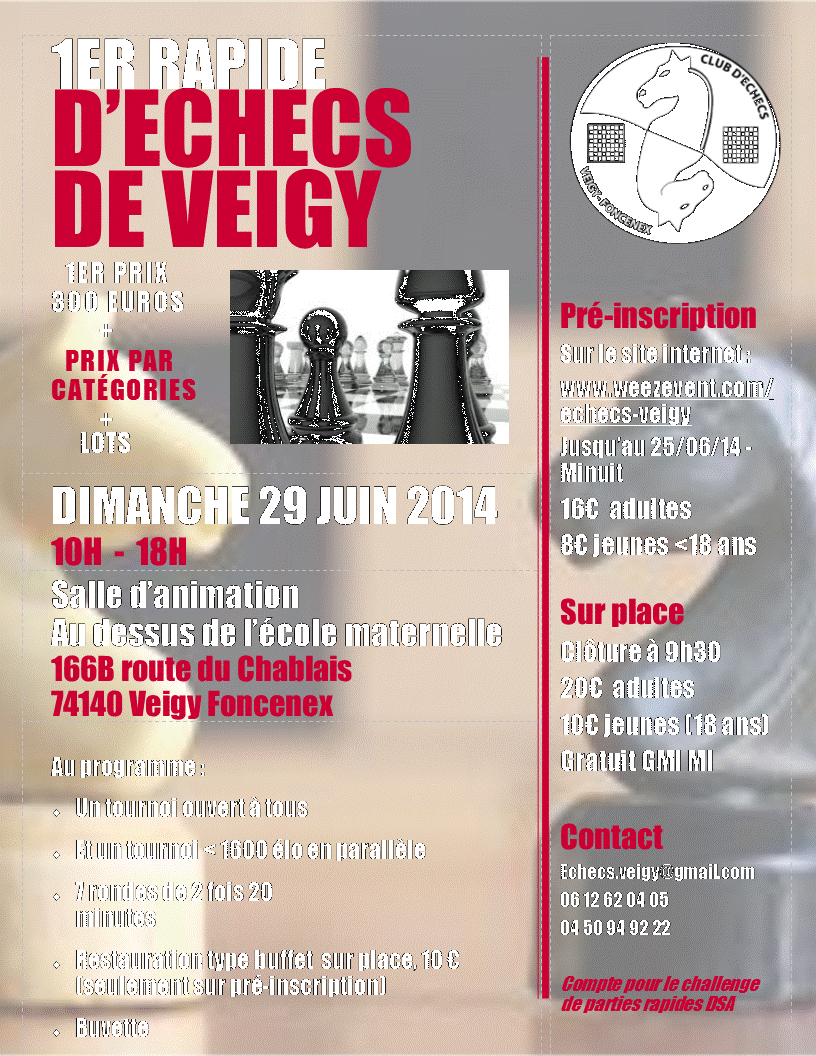 1ER RAPIDE
D'ECHECS
DE VEIGY
1ER PRIX
300 EUROS
+
PRIX PAR
CATÉGORIES
+
LOTS
DIMANCHE 29 JUIN 2014
10H - 18H
Salle d'animation
Au dessus de l'école maternelle
166B route du Chablais
74140 Veigy Foncenex
Au programme :
Un tournoi ouvert à tous
Et un tournoi < 1600 élo en parallèle
7 rondes de 2 fois 20
minutes
Restauration type buffet sur place, 10 €
(seulement sur pré-inscription)
Buvette
CLUB D'ECHECS
VEIGY-FONCENEX
Pré-inscription
Sur le site internet :
www.weezevent.com/
echecs-veigy
Jusqu'au 25/06/14 -
Minuit
16€ adultes
8€ jeunes <18 ans
Sur place
Clôture à 9h30
20€ adultes
10€ jeunes (18 ans)
Gratuit GMI MI
Contact
Echecs.veigy@gmail.com
06 12 62 04 05
04 50 94 92 22
Compte pour le challenge
de parties rapides DSA